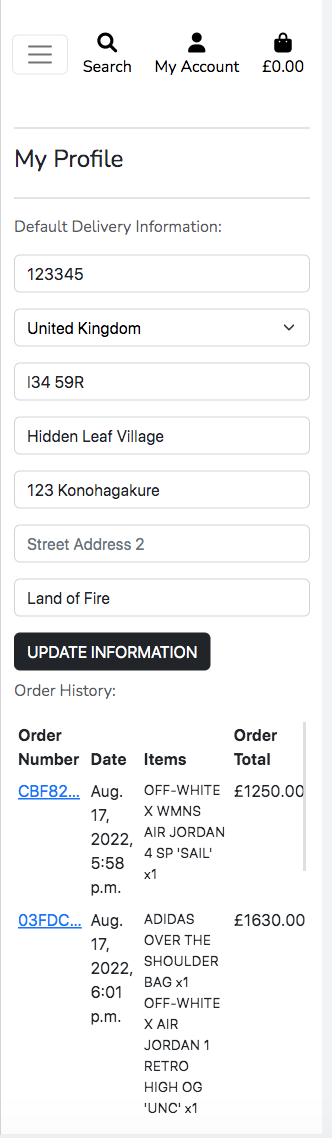 Search My Account £0.00
My Profile
Default Delivery Information:
123345
United Kingdom
I34 59R
Hidden Leaf Village
123 Konohagakure
Street Address 2
Land of Fire
UPDATE INFORMATION
Order History:
Order Number Date Items Order Total
CBF82... Aug. 17, 2022, 5:58 p.m. OFF-WHITE X WMNS AIR JORDAN 4 SP 'SAIL' x1 £1250.00
03FDC... Aug. 17, 2022, 6:01 p.m. ADIDAS OVER THE SHOULDER BAG x1 OFF-WHITE X AIR JORDAN 1 RETRO HIGH OG 'UNC' x1 £1630.00